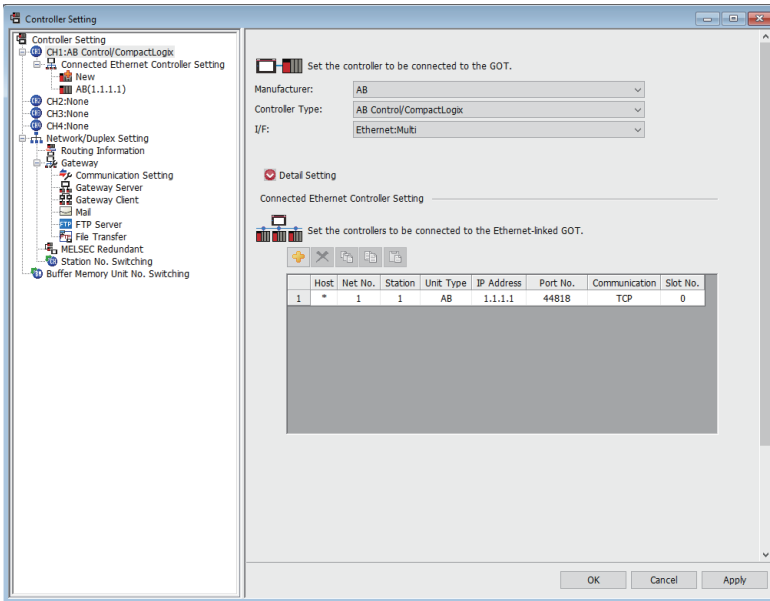 Controller Setting
Controller Setting
CH1:AB Control/CompactLogix
Connected Ethernet Controller Setting
New
AB(1.1.1.1)
CH2:None
CH3:None
CH4:None
Network/Duplex Setting
Routing Information
Gateway
Communication Setting
Gateway Server
Gateway Client
Mail
FTP Server
File Transfer
MELSEC Redundant
Station No. Switching
Buffer Memory Unit No. Switching
Set the controller to be connected to the GOT.
Manufacturer: AB
Controller Type: AB Control/CompactLogix
I/F: Ethernet:Multi
Detail Setting
Connected Ethernet Controller Setting
Set the controllers to be connected to the Ethernet-linked GOT.
Host Net No. Station Unit Type IP Address Port No. Communication Slot No.
1 * 1 1 AB 1.1.1.1 44818 TCP 0
OK Cancel Apply